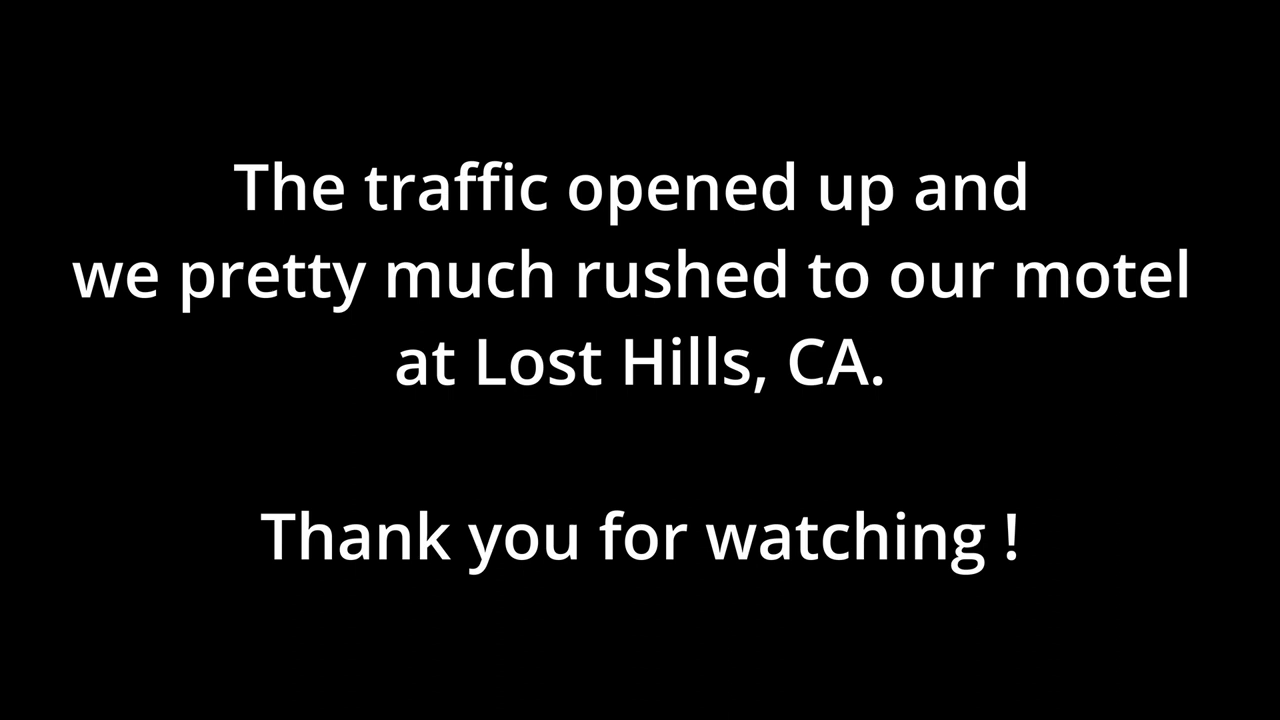 The traffic opened up and
we pretty much rushed to our motel
at Lost Hills, CA.
Thank you for watching !